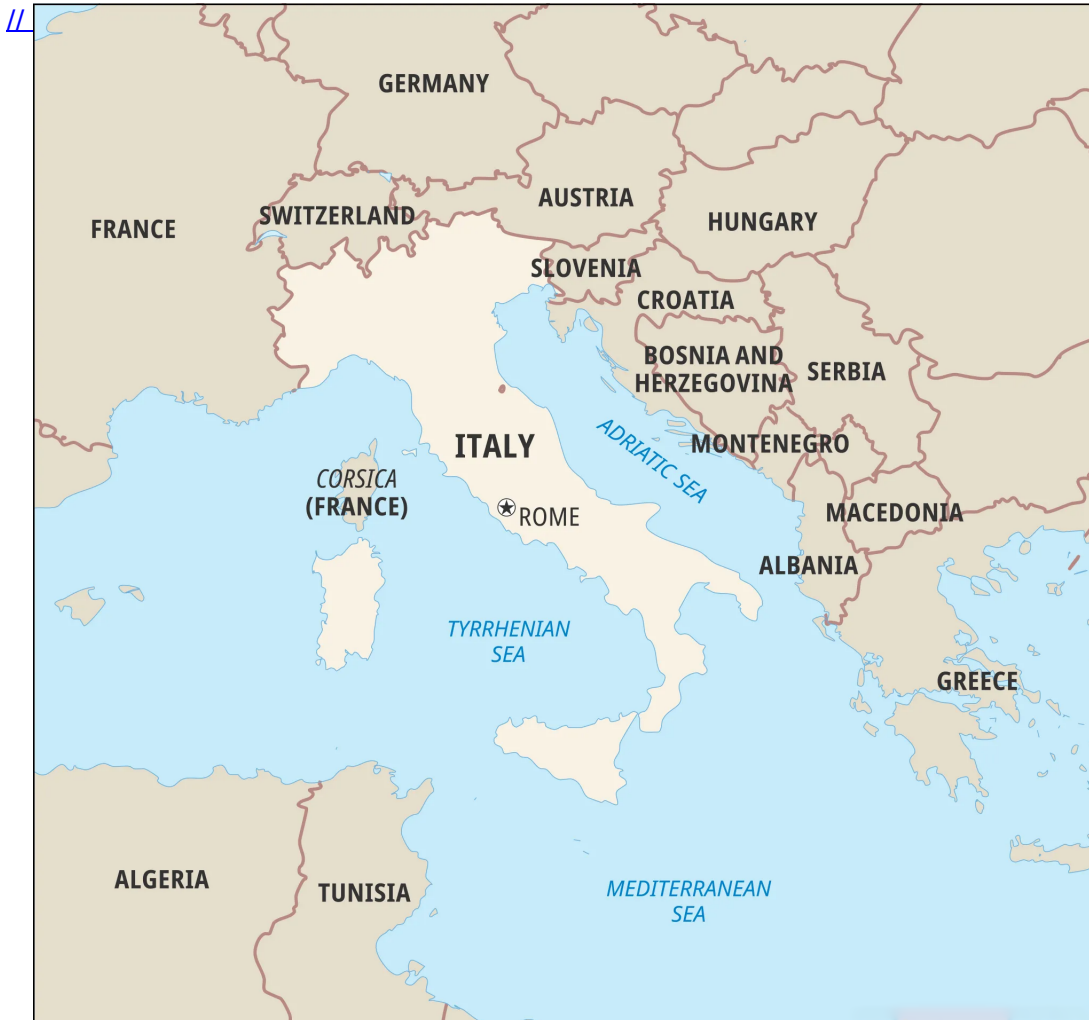 //
GERMANY
AUSTRIA
SWITZERLAND
FRANCE
HUNGARY
SLOVENIA
CROATIA
BOSNIA AND
HERZEGOVINA
SERBIA
ADRIATIC SEA
MONTENEGRO
ITALY
CORSICA
(FRANCE)
ROME
MACEDONIA
ALBANIA
TYRRHENIAN
SEA
GREECE
ALGERIA
TUNISIA
MEDITERRANEAN
SEA